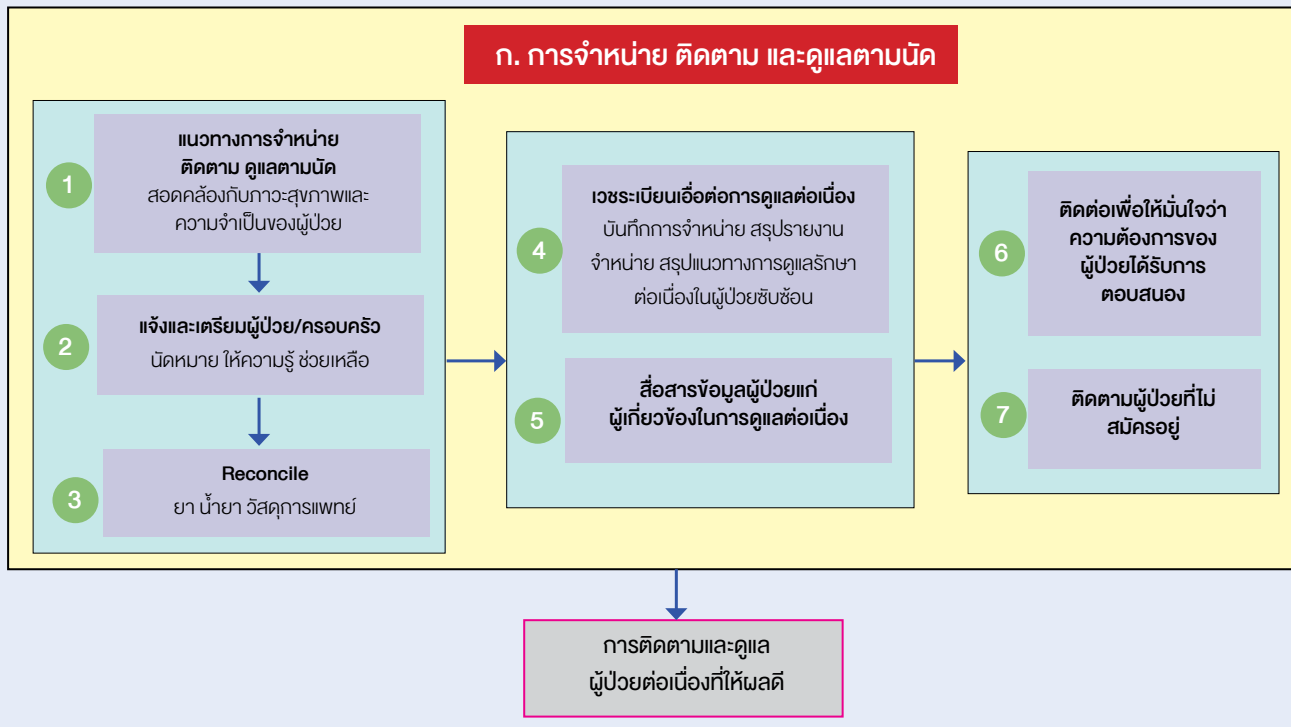 ก. การจำหน่าย ติดตาม และดูแลตามนัด
1
แนวทางการจำหน่าย
ติดตาม ดูแลตามนัด
สอดคล้องกับภาวะสุขภาพและ
ความจำเป็นของผู้ป่วย
2
แจ้งและเตรียมผู้ป่วย/ครอบครัว
นัดหมาย ให้ความรู้ ช่วยเหลือ
3
Reconcile
ยา น้ำยา วัสดุการแพทย์
4
เวชระเบียนเอื่อต่อการดูแลต่อเนื่อง
บันทึกการจำหน่าย สรุปรายงาน
จำหน่าย สรุปแนวทางการดูแลรักษา
ต่อเนื่องในผู้ป่วยซับซ้อน
5
สื่อสารข้อมูลผู้ป่วยแก่
ผู้เกี่ยวข้องในการดูแลต่อเนื่อง
6
ติดต่อเพื่อให้มั่นใจว่า
ความต้องการของ
ผู้ป่วยได้รับการ
ตอบสนอง
7
ติดตามผู้ป่วยที่ไม่
สมัครอยู่
การติดตามและดูแล
ผู้ป่วยต่อเนื่องที่ให้ผลดี